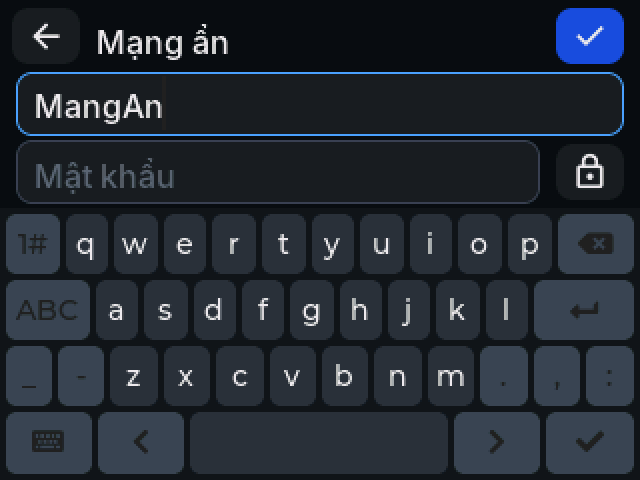 Mạng ẩn
MangAn
Mật khẩu
1# q w e r t y u i o p
ABC a s d f g h j k l
_ - z x c v b n m . , :